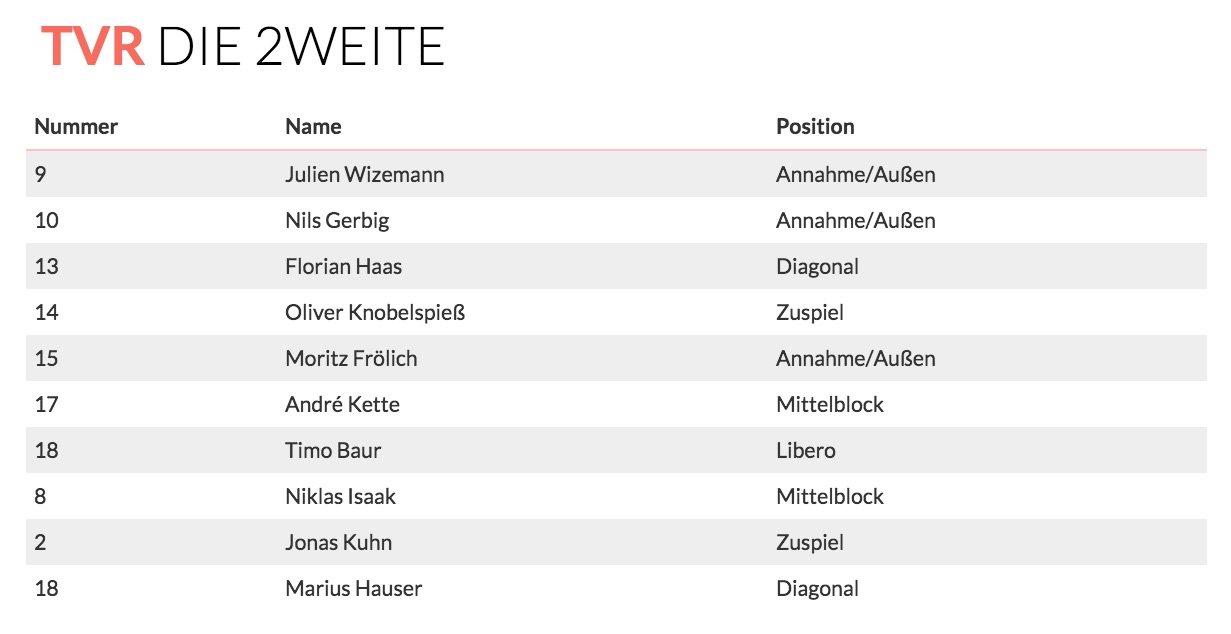 TVR DIE 2WEITE
Nummer Name Position
9 Julien Wizemann Annahme/Außen
10 Nils Gerbig Annahme/Außen
13 Florian Haas Diagonal
14 Oliver Knobelspieß Zuspiel
15 Moritz Frölich Annahme/Außen
17 André Kette Mittelblock
18 Timo Baur Libero
8 Niklas Isaak Mittelblock
2 Jonas Kuhn Zuspiel
18 Marius Hauser Diagonal